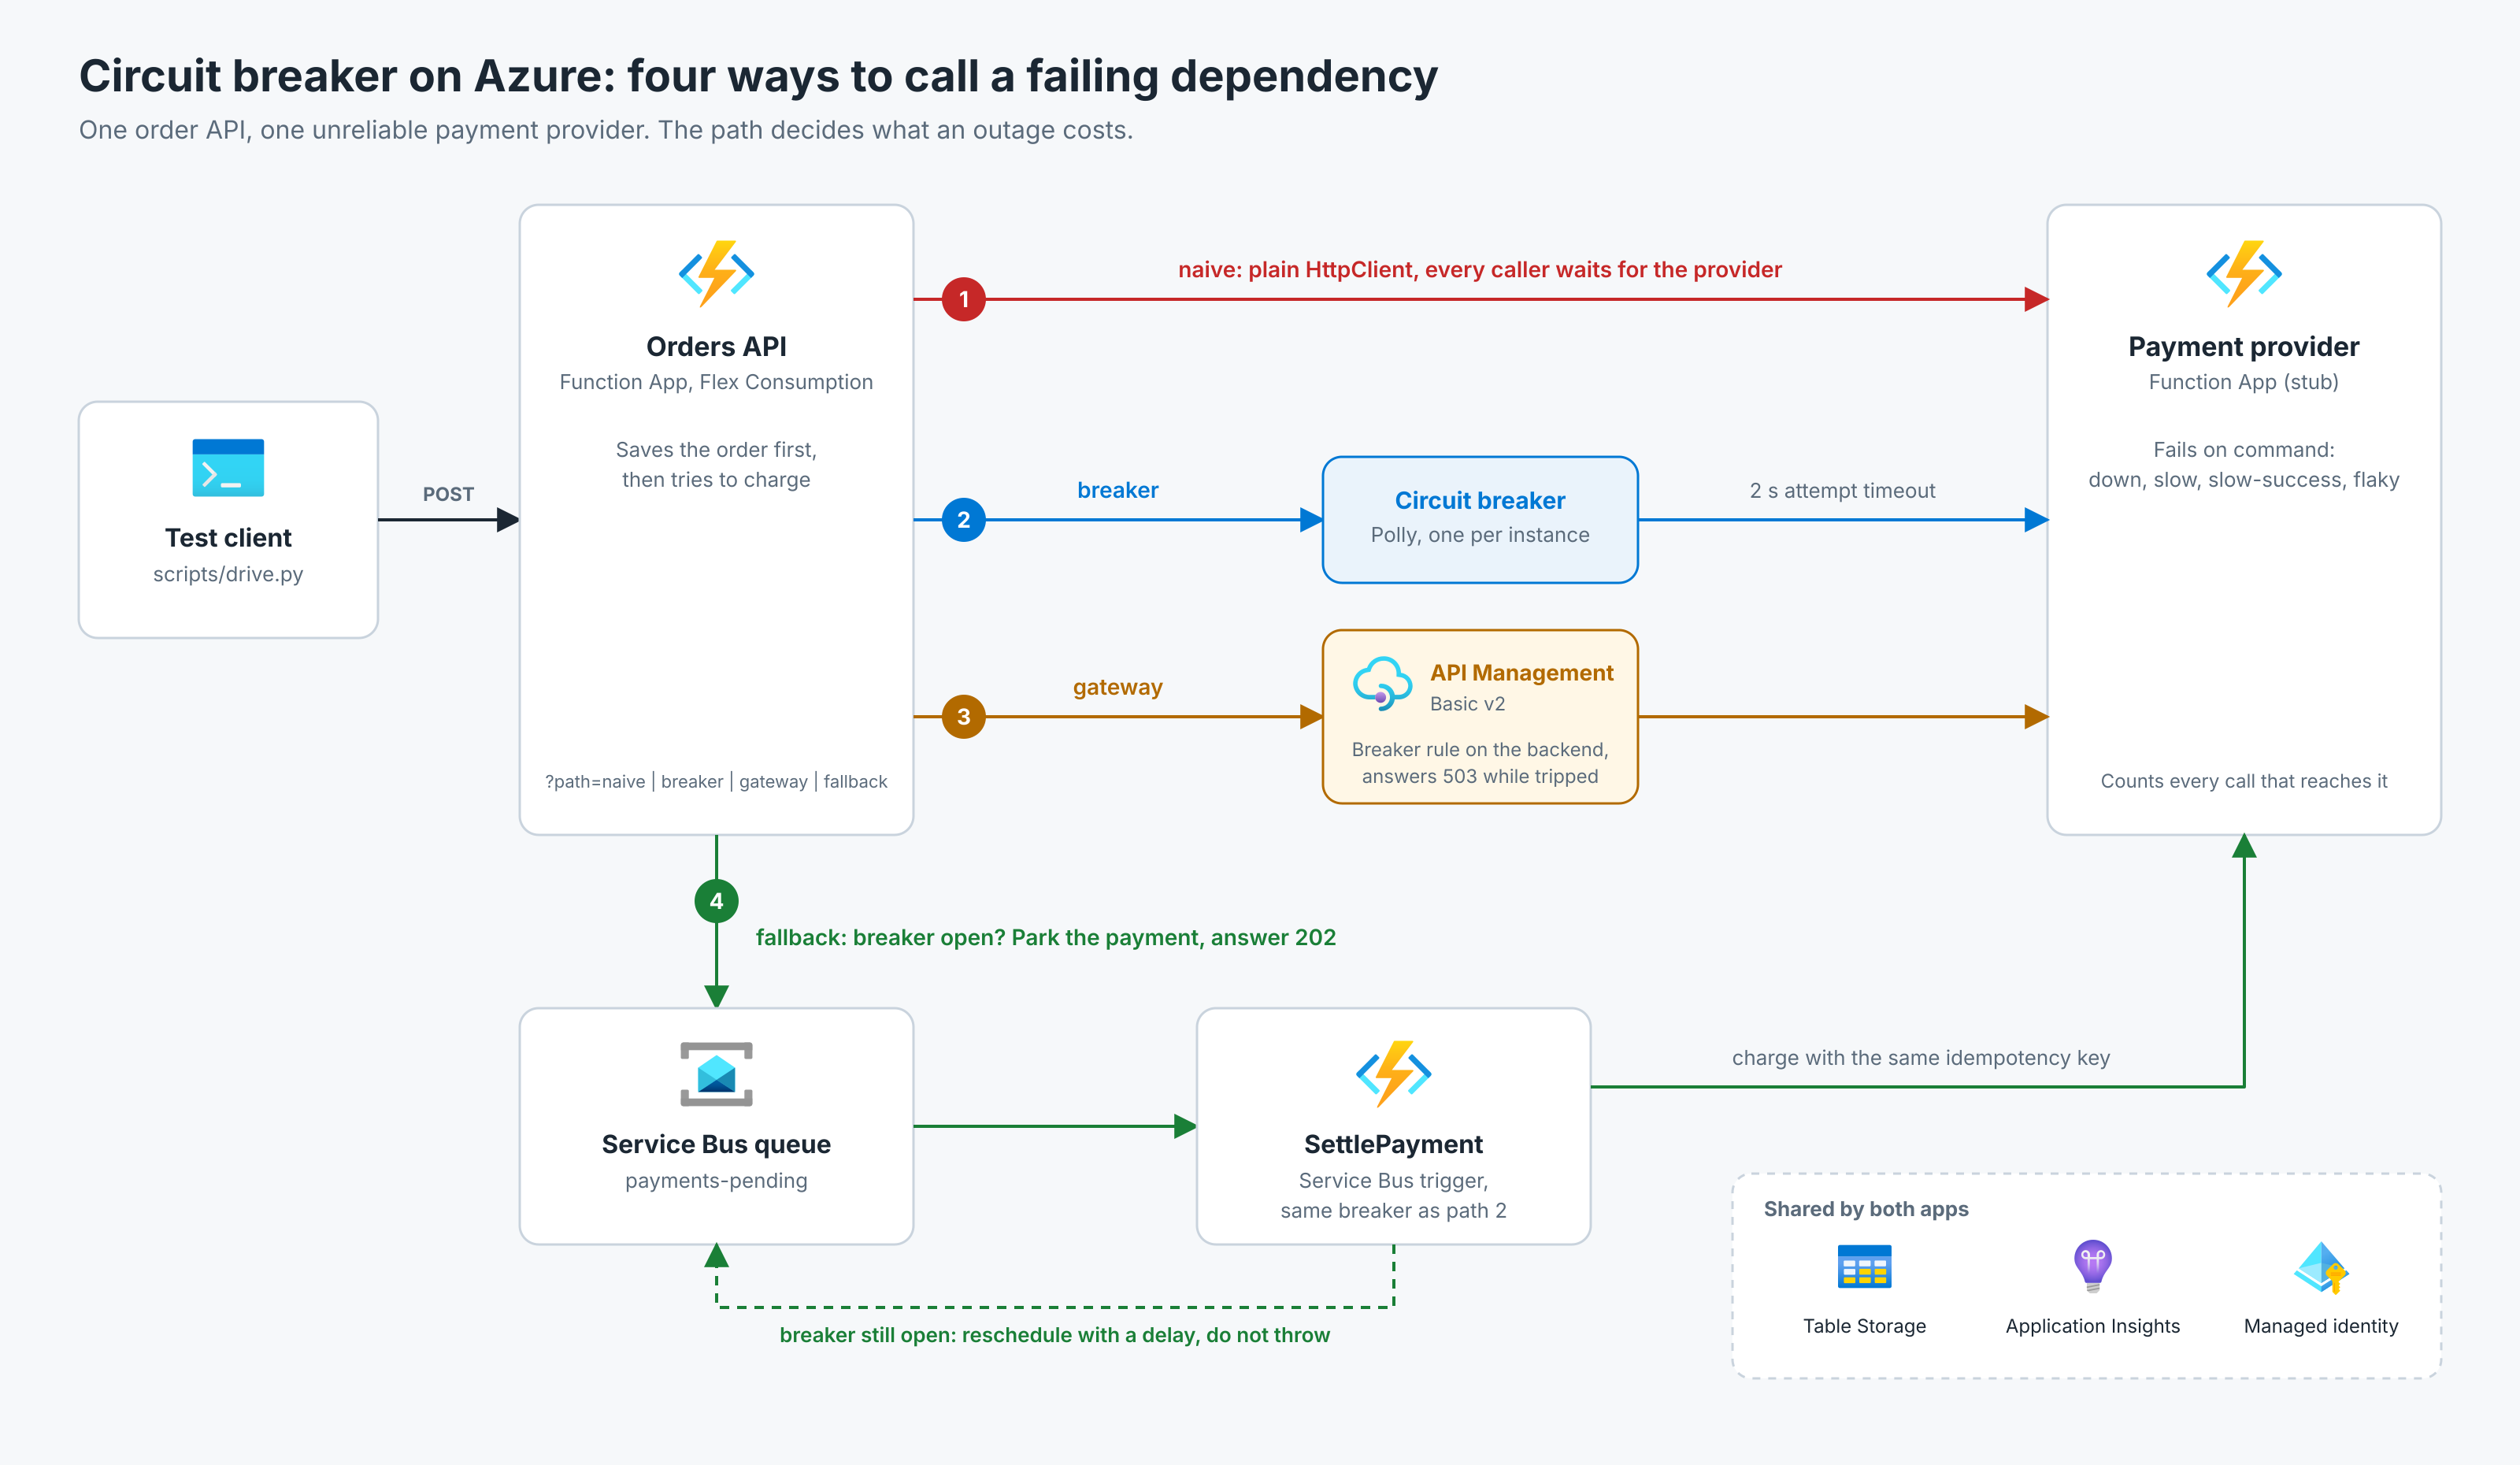 Circuit breaker on Azure: four ways to call a failing dependency
One order API, one unreliable payment provider. The path decides what an outage costs.
Test client
scripts/drive.py
POST
Orders API
Function App, Flex Consumption
Saves the order first,
then tries to charge
?path=naive | breaker | gateway | fallback
1
naive: plain HttpClient, every caller waits for the provider
2
breaker
Circuit breaker
Polly, one per instance
2 s attempt timeout
3
gateway
API Management
Basic v2
Breaker rule on the backend,
answers 503 while tripped
Payment provider
Function App (stub)
Fails on command:
down, slow, slow-success, flaky
Counts every call that reaches it
4
fallback: breaker open? Park the payment, answer 202
Service Bus queue
payments-pending
SettlePayment
Service Bus trigger,
same breaker as path 2
charge with the same idempotency key
breaker still open: reschedule with a delay, do not throw
Shared by both apps
Table Storage
Application Insights
Managed identity